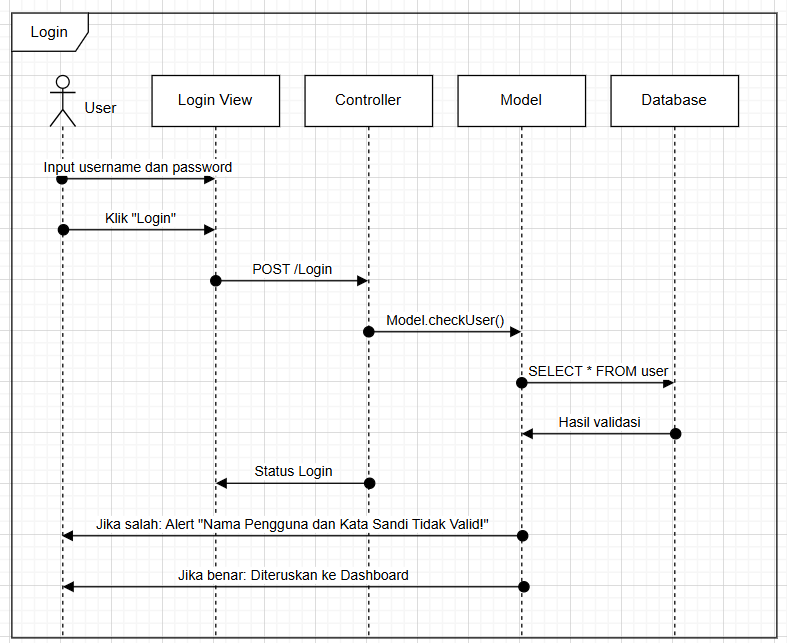 Login
User
Login View
Controller
Model
Database
Input username dan password
Klik "Login"
POST /Login
Model.checkUser()
SELECT * FROM user
Hasil validasi
Status Login
Jika salah: Alert "Nama Pengguna dan Kata Sandi Tidak Valid!"
Jika benar: Diteruskan ke Dashboard